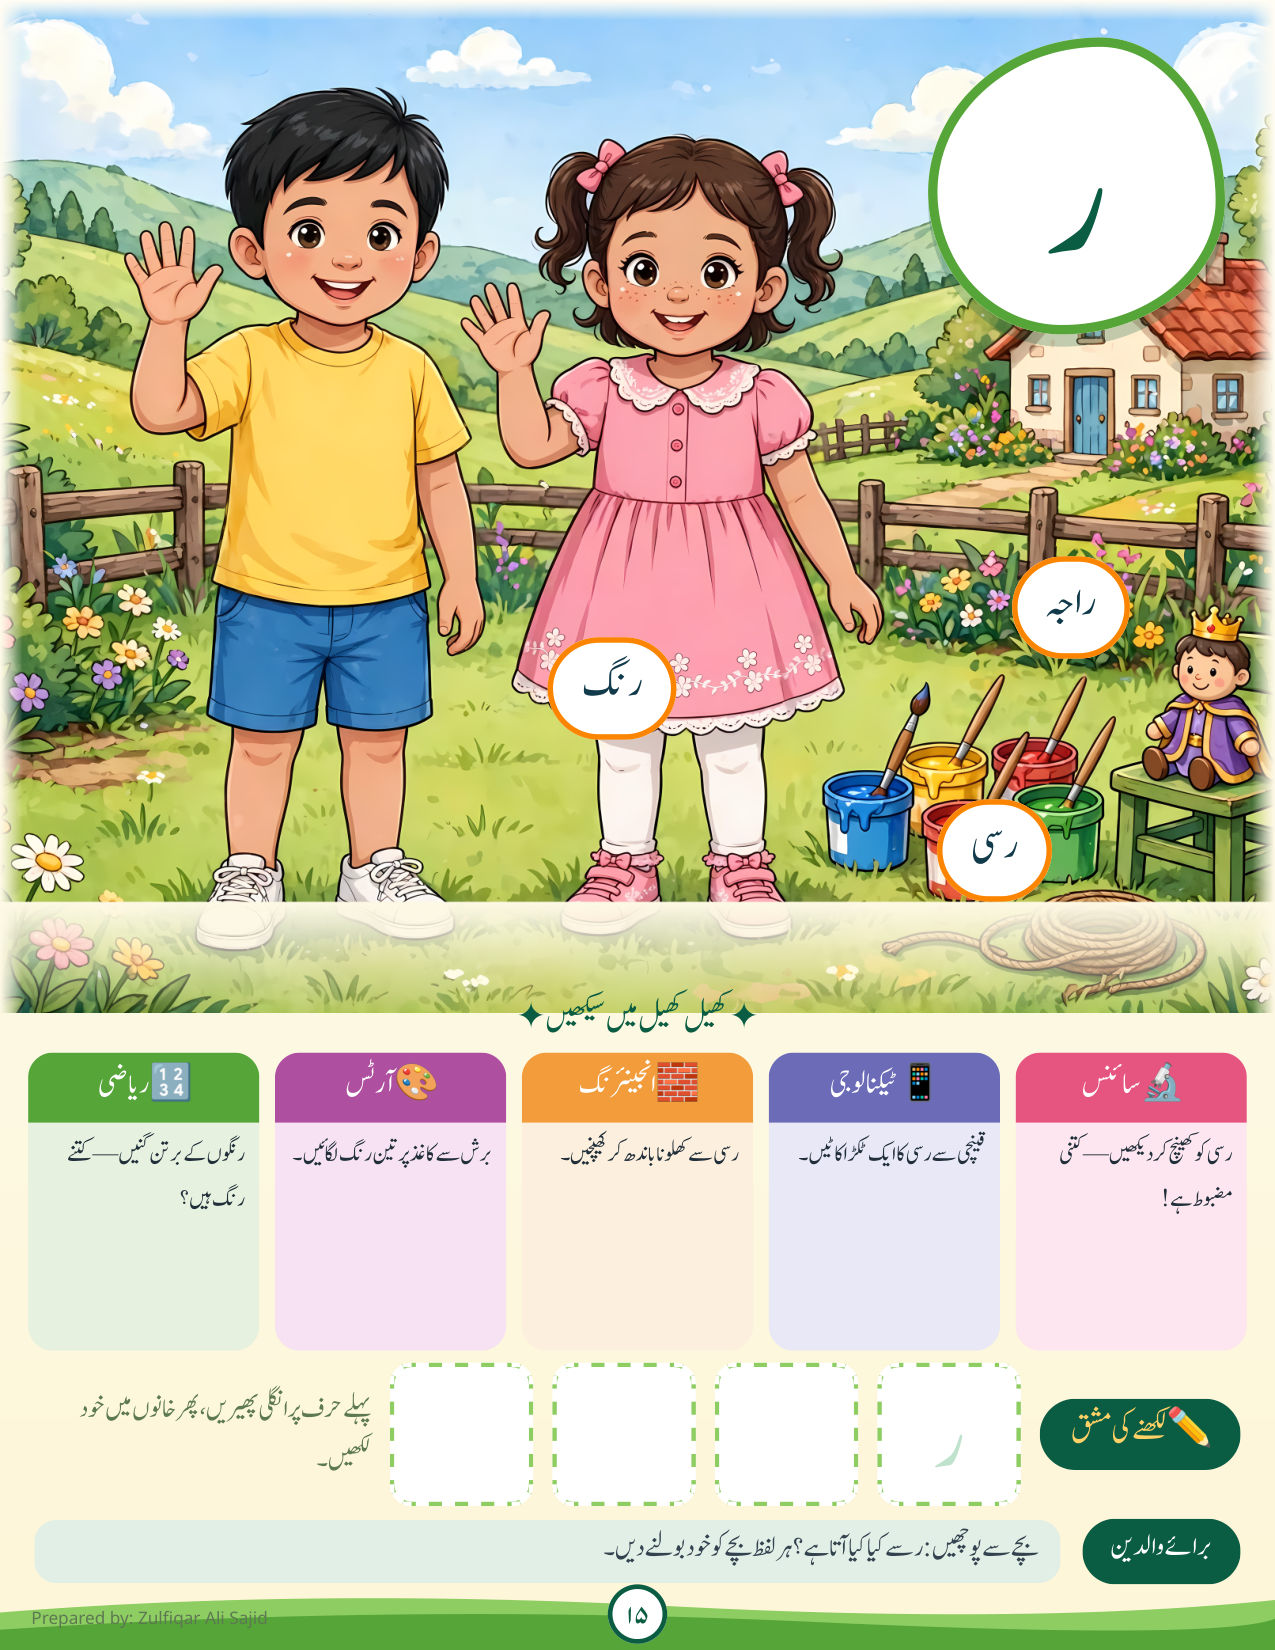 ر
راجہ
رنگ
رسی
✦ کھیل کھیل میں سیکھیں ✦
سائنس
رسی کو کھینچ کر دیکھیں — کتنی
مضبوط ہے!
ٹیکنالوجی
قینچی سے رسی کا ایک ٹکڑا کاٹیں۔
انجینئرنگ
رسی سے کھلونا باندھ کر کھینچیں۔
آرٹس
برش سے کاغذ پر تین رنگ لگائیں۔
ریاضی
1234
رنگوں کے برتن گنیں — کتنے
رنگ ہیں؟
لکھنے کی مشق
ر
پہلے حرف پر انگلی پھیریں، پھر خانوں میں خود
لکھیں۔
برائے والدین
بچے سے پوچھیں: ر سے کیا کیا آتا ہے؟ ہر لفظ بچے کو خود بولنے دیں۔
۱۵
Prepared by: Zulfiqar Ali Sajid